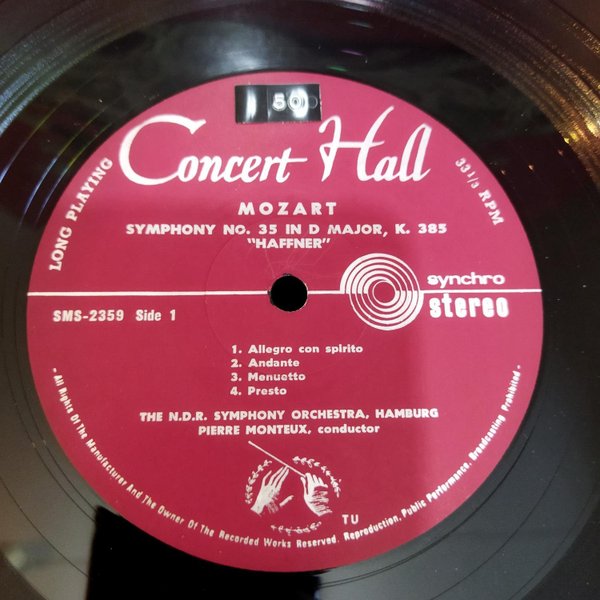 50
Concert Hall
LONG PLAYING
33 1/3 RPM
MOZART
SYMPHONY NO. 35 IN D MAJOR, K. 385
"HAFFNER"
synchro
stereo
SMS-2359 Side 1
1. Allegro con spirito
2. Andante
3. Menuetto
4. Presto
THE N.D.R. SYMPHONY ORCHESTRA, HAMBURG
PIERRE MONTEUX, conductor
TU
- All Rights Of The Manufacturer And The Owner Of The Recorded Works Reserved. Reproduction, Public Performance, Broadcasting Prohibited -